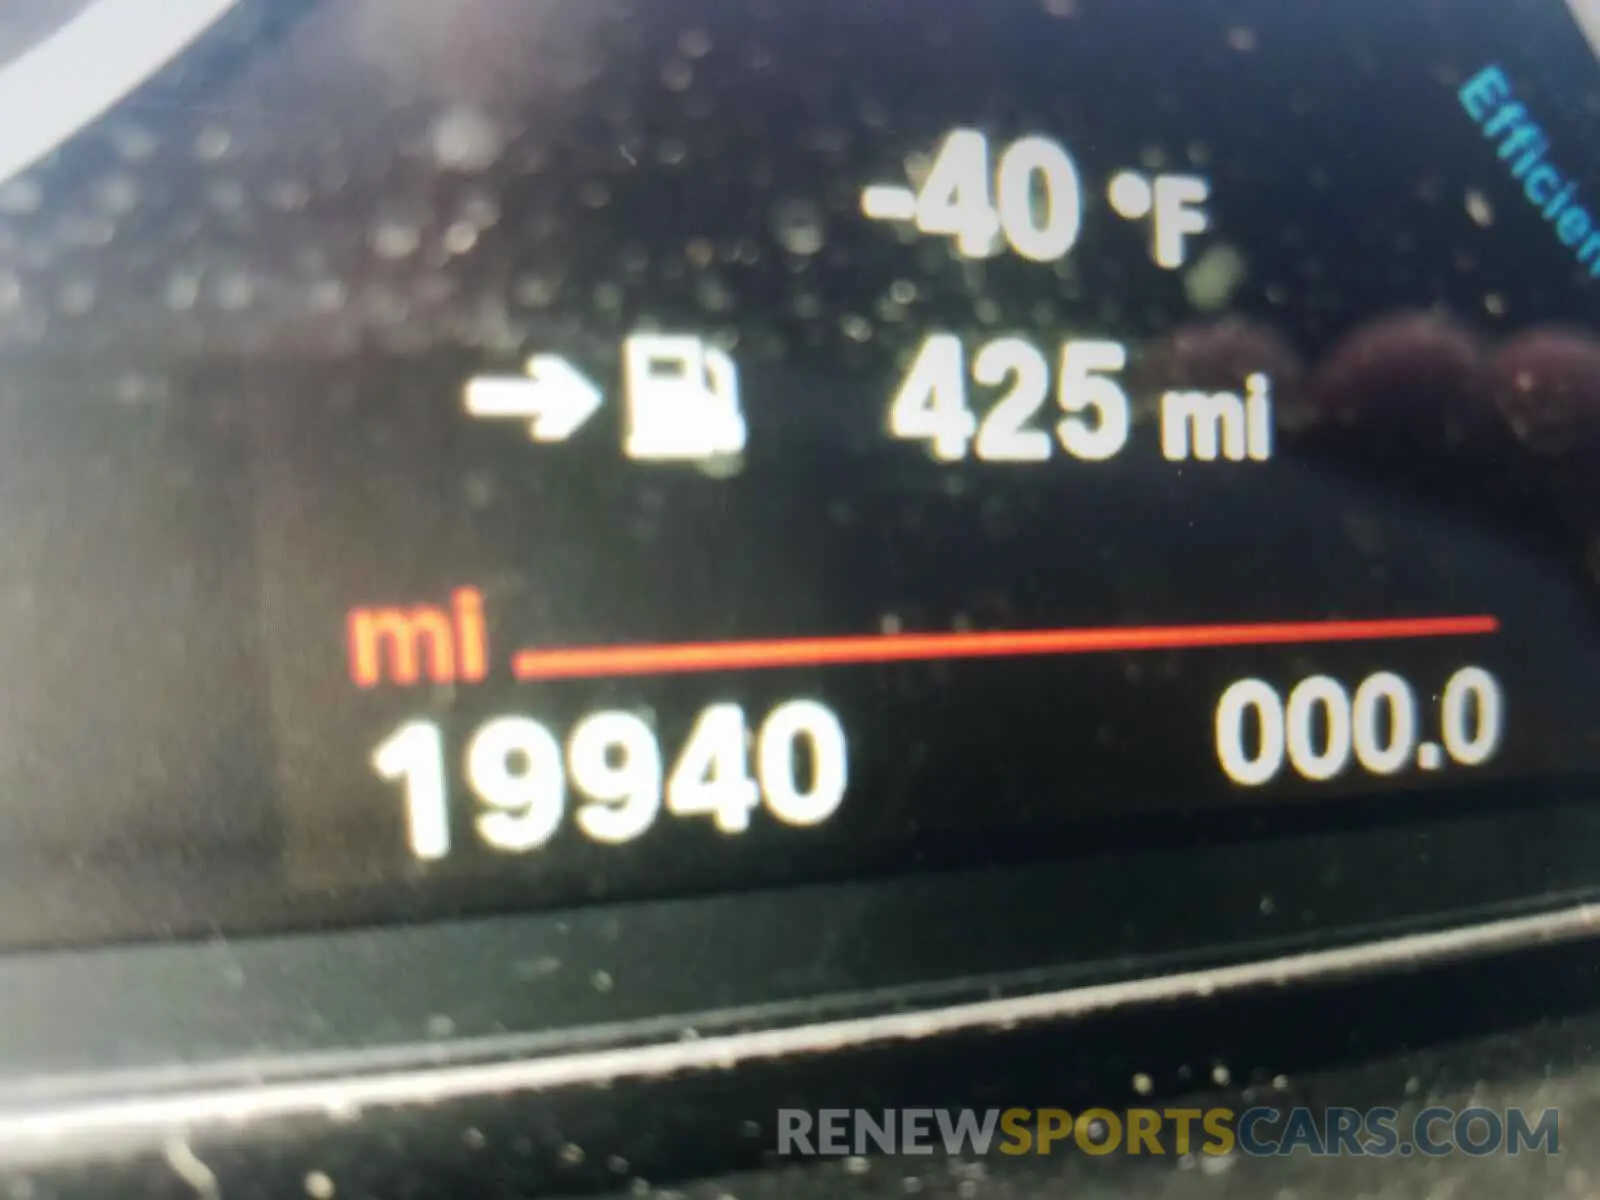 -40 °F
425 mi
mi
19940 000.0
RENEWSPORTSCARS.COM